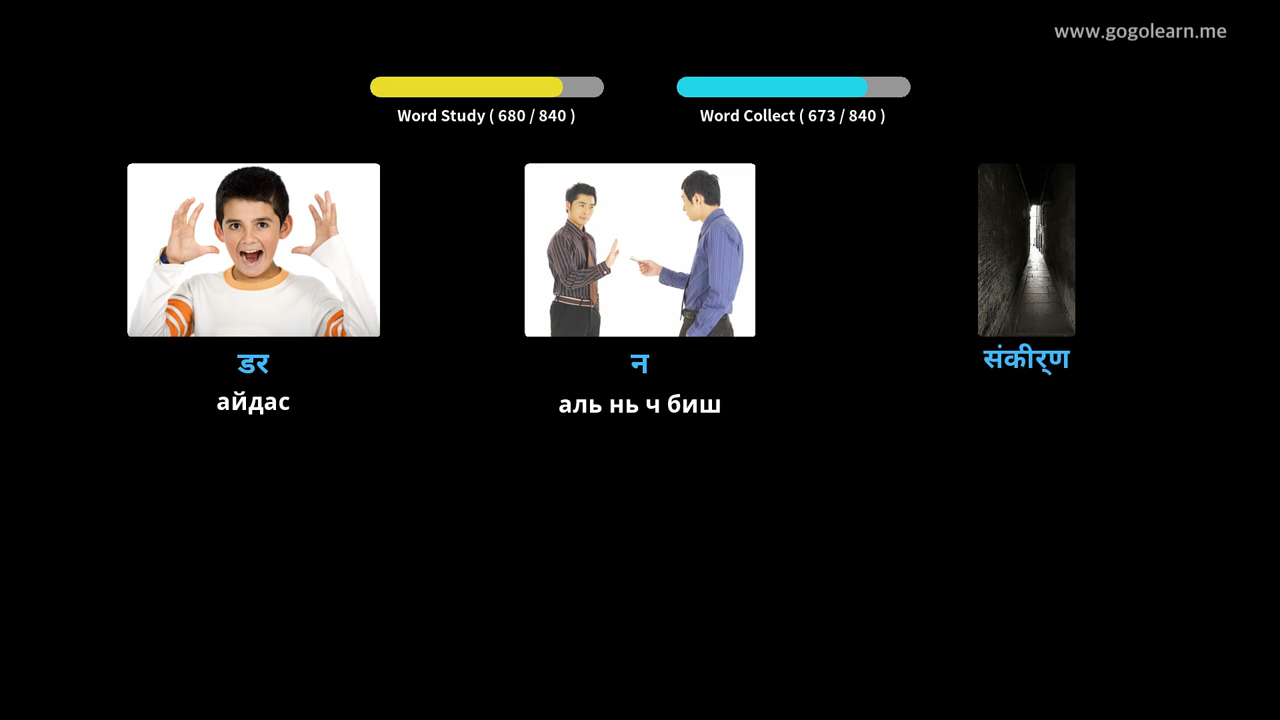 www.gogolearn.me
Word Study ( 680 / 840 )
Word Collect ( 673 / 840 )
डर
айдас
न
аль нь ч биш
संकीर्ण